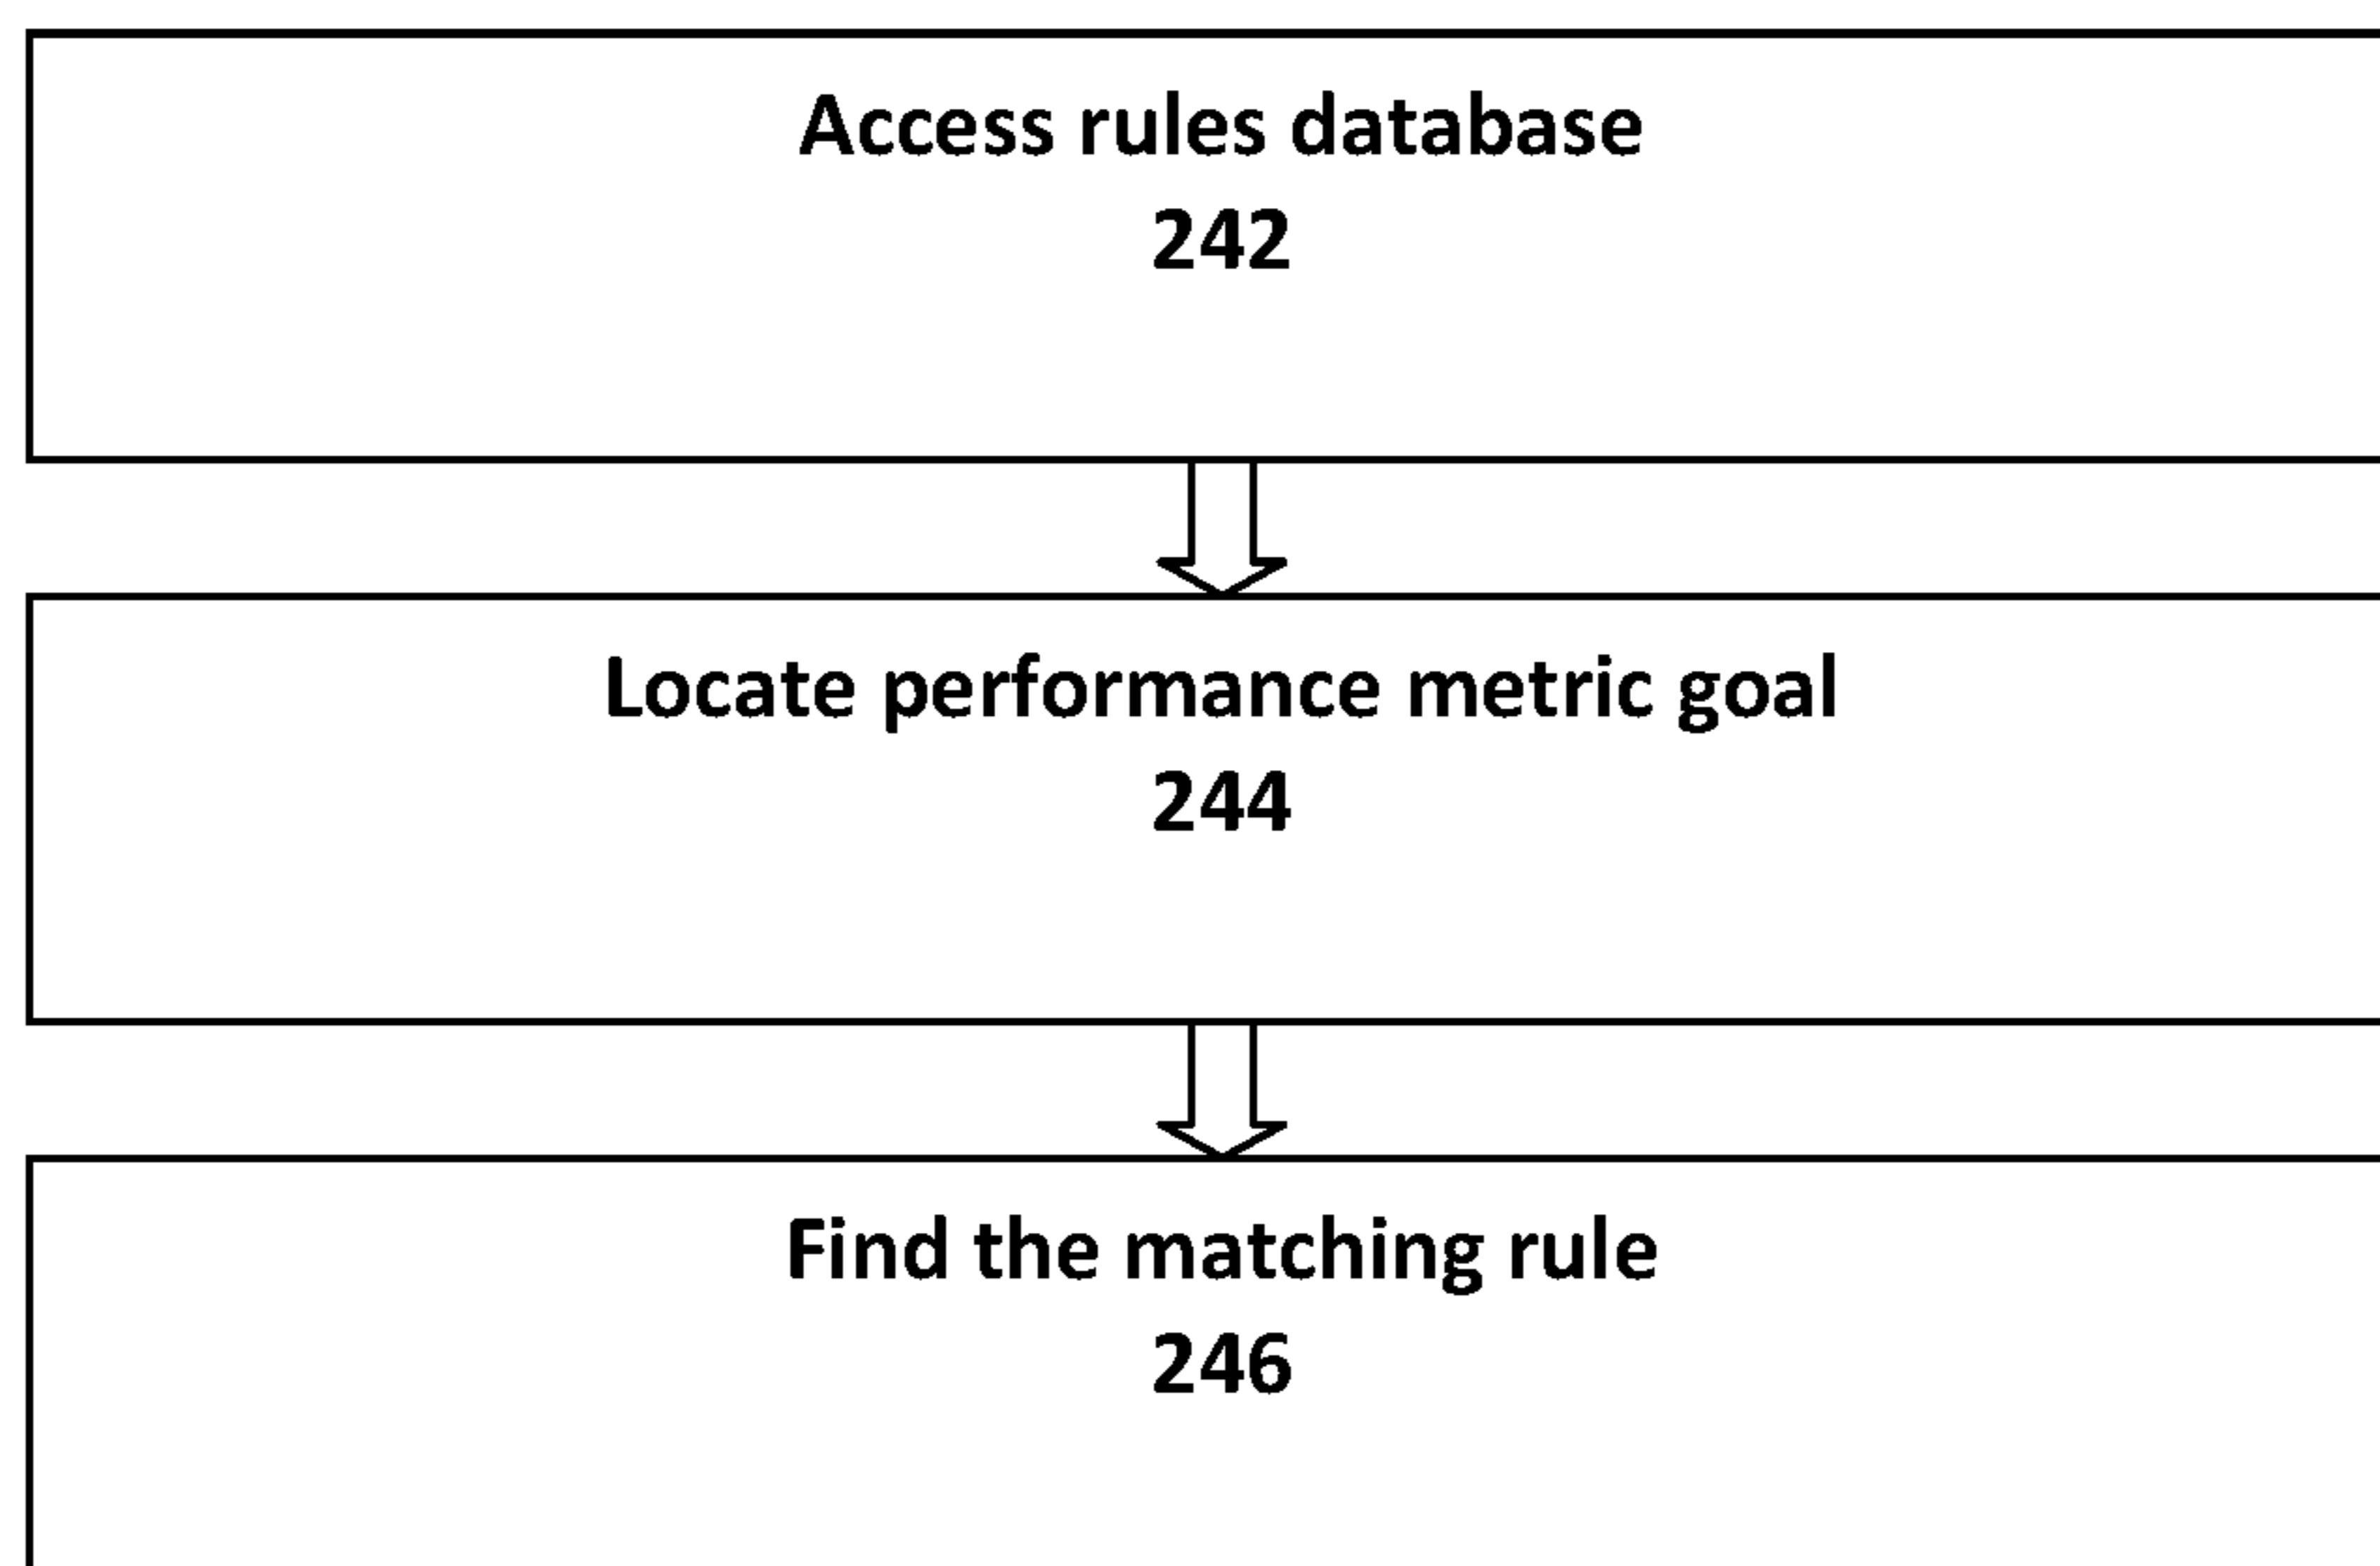 Access rules database
242
Locate performance metric goal
244
Find the matching rule
246